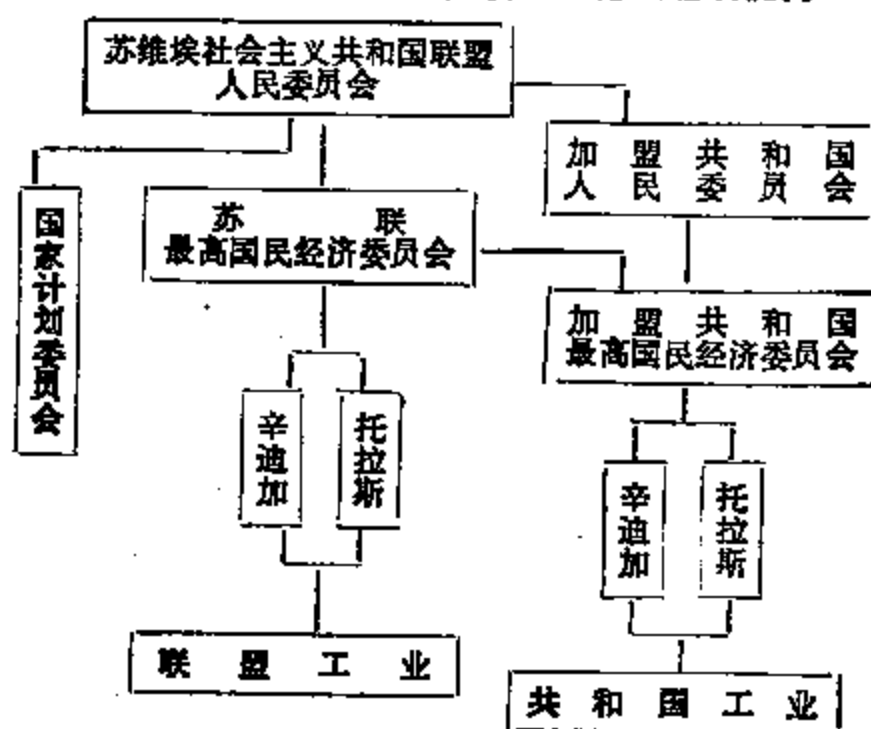 苏维埃社会主义共和国联盟
人民委员会
加盟共和国
人民委员会
国家计划委员会
苏联
最高国民经济委员会
加盟共和国
最高国民经济委员会
辛迪加
托拉斯
辛迪加
托拉斯
联盟工业
共和国工业